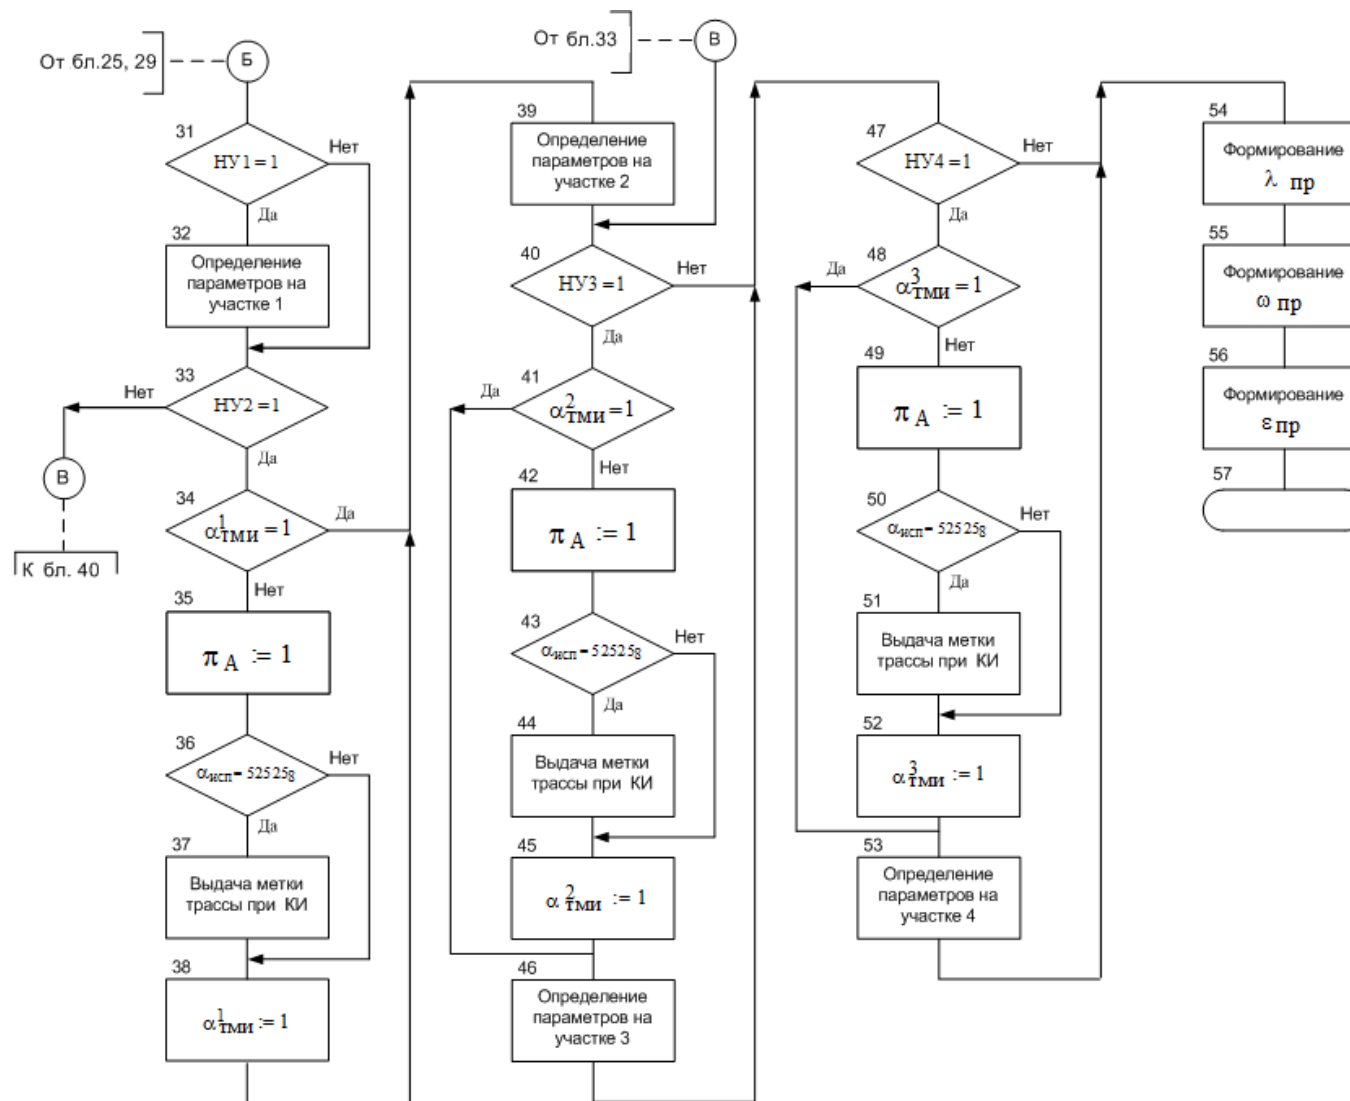 От бл.25, 29
Б
31
НУ1 = 1
Нет
Да
32
Определение
параметров на
участке 1
33
НУ2 = 1
Нет
Да
В
К бл. 40
34
α¹ТМИ = 1
Да
Нет
35
π А := 1
36
αисп = 52525₈
Нет
Да
37
Выдача метки
трассы при КИ
38
α¹ТМИ := 1
От бл.33
В
39
Определение
параметров на
участке 2
40
НУ3 = 1
Нет
Да
41
α²ТМИ = 1
Да
Нет
42
π А := 1
43
αисп = 52525₈
Нет
Да
44
Выдача метки
трассы при КИ
45
α²ТМИ := 1
46
Определение
параметров на
участке 3
47
НУ4 = 1
Нет
Да
48
α³ТМИ = 1
Да
Нет
49
π А := 1
50
αисп = 52525₈
Нет
Да
51
Выдача метки
трассы при КИ
52
α³ТМИ := 1
53
Определение
параметров на
участке 4
54
Формирование
λ пр
55
Формирование
ω пр
56
Формирование
ε пр
57